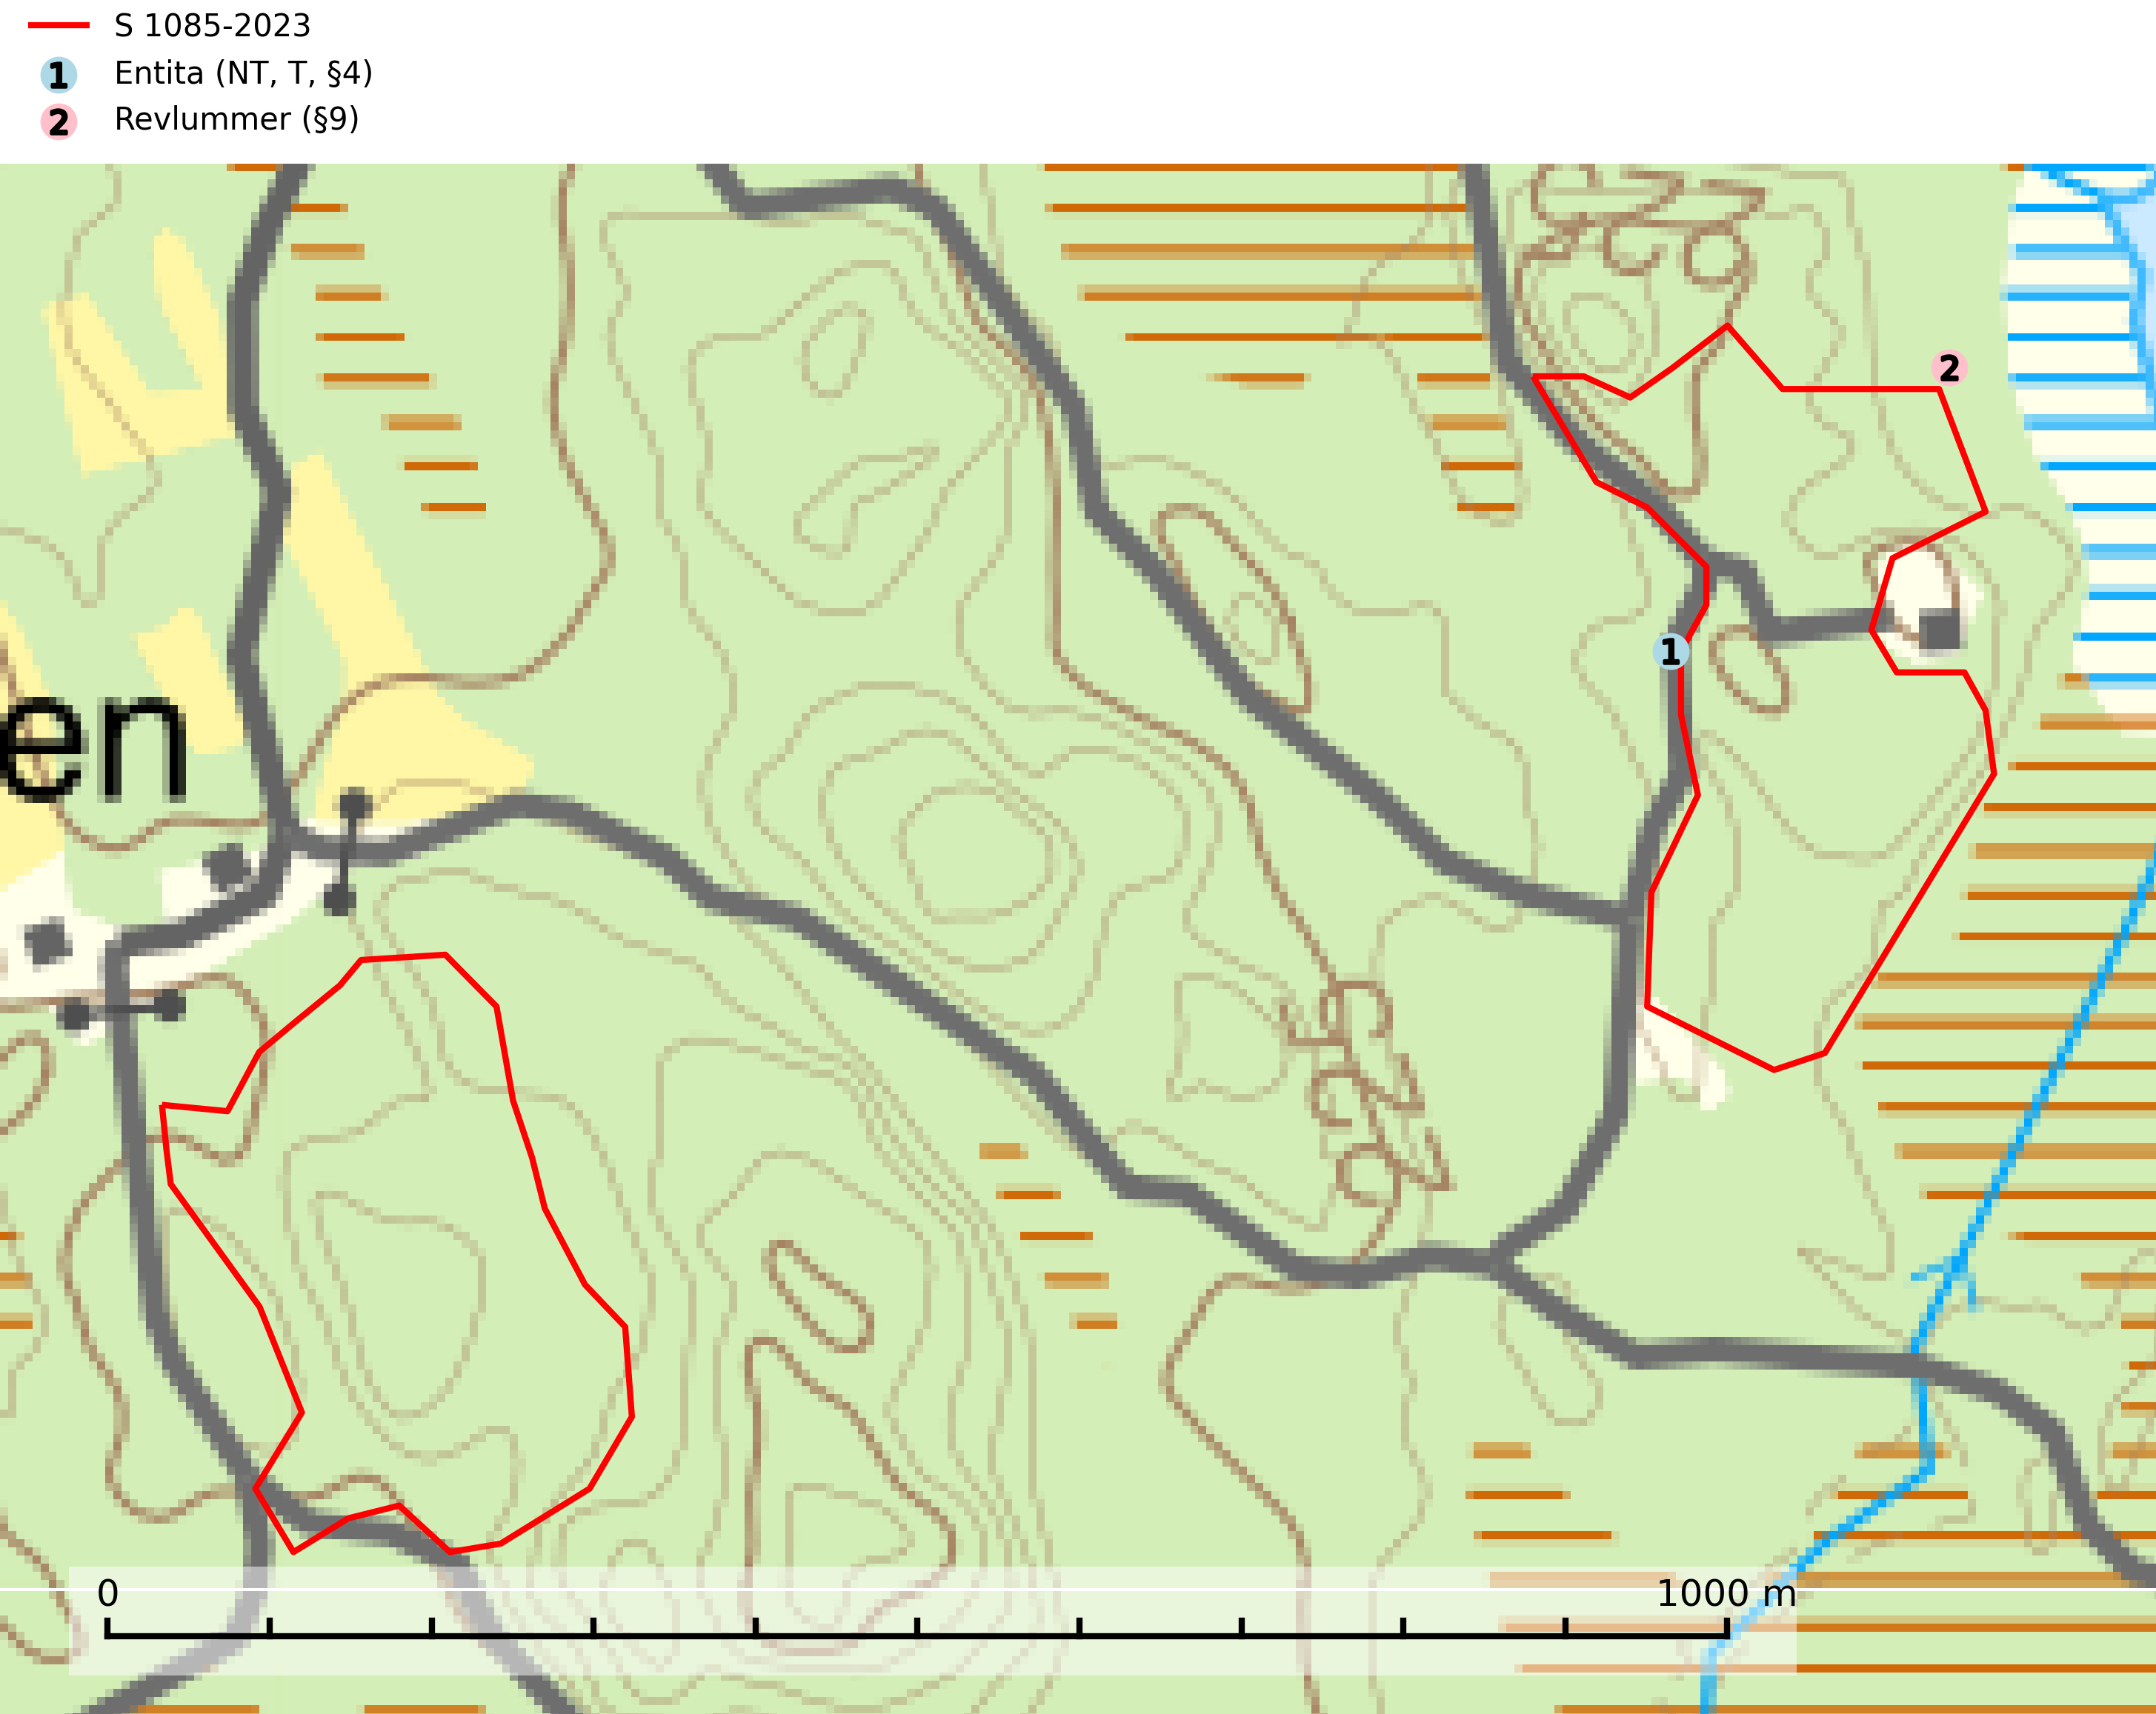 S 1085-2023
1 Entita (NT, T, §4)
2 Revlummer (§9)
2
1
en
0 1000 m